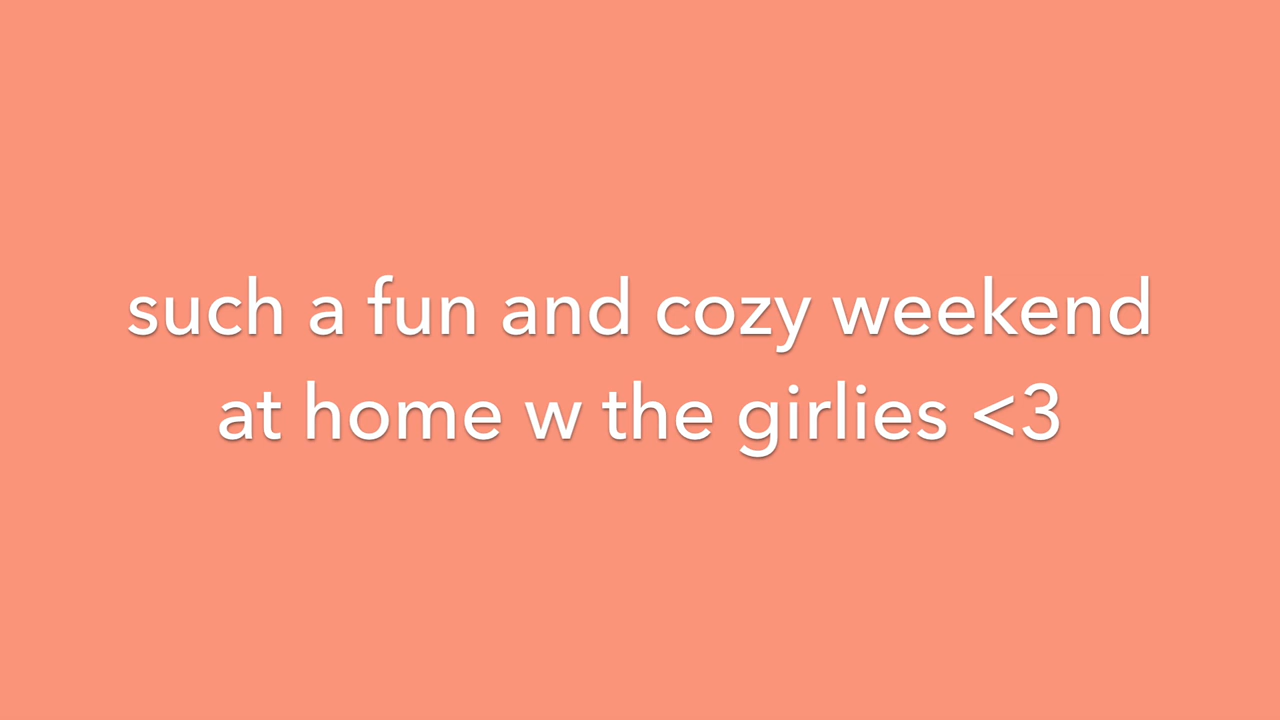 such a fun and cozy weekend
at home w the girlies <3